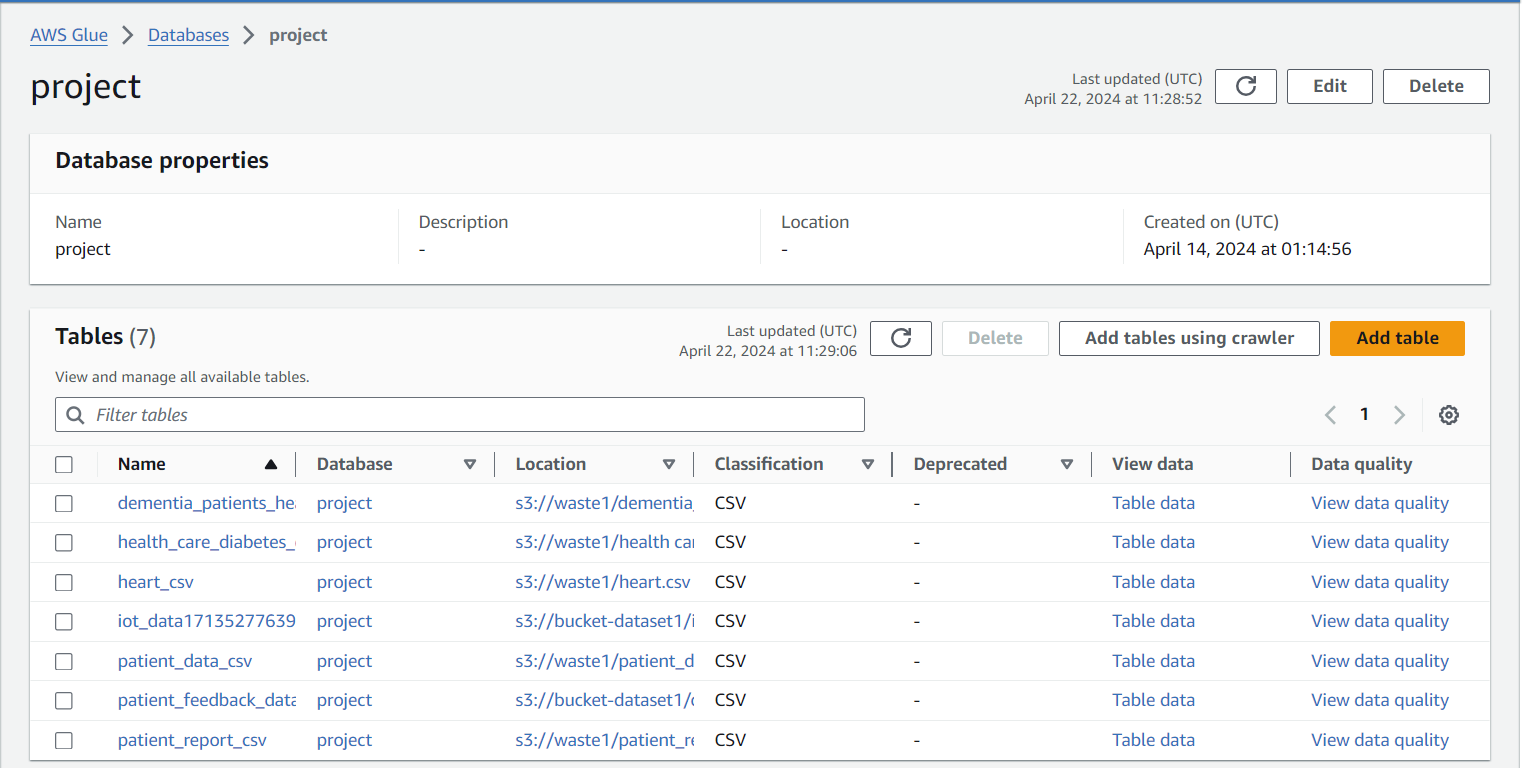 AWS Glue > Databases > project
project
Last updated (UTC)
April 22, 2024 at 11:28:52
Edit
Delete
Database properties
Name
project
Description
-
Location
-
Created on (UTC)
April 14, 2024 at 01:14:56
Tables (7)
Last updated (UTC)
April 22, 2024 at 11:29:06
Delete
Add tables using crawler
Add table
View and manage all available tables.
Filter tables
1
Name Database Location Classification Deprecated View data Data quality
dementia_patients_he project s3://waste1/dementia_ CSV - Table data View data quality
health_care_diabetes_ project s3://waste1/health car CSV - Table data View data quality
heart_csv project s3://waste1/heart.csv CSV - Table data View data quality
iot_data17135277639 project s3://bucket-dataset1/i CSV - Table data View data quality
patient_data_csv project s3://waste1/patient_d CSV - Table data View data quality
patient_feedback_data project s3://bucket-dataset1/ CSV - Table data View data quality
patient_report_csv project s3://waste1/patient_re CSV - Table data View data quality